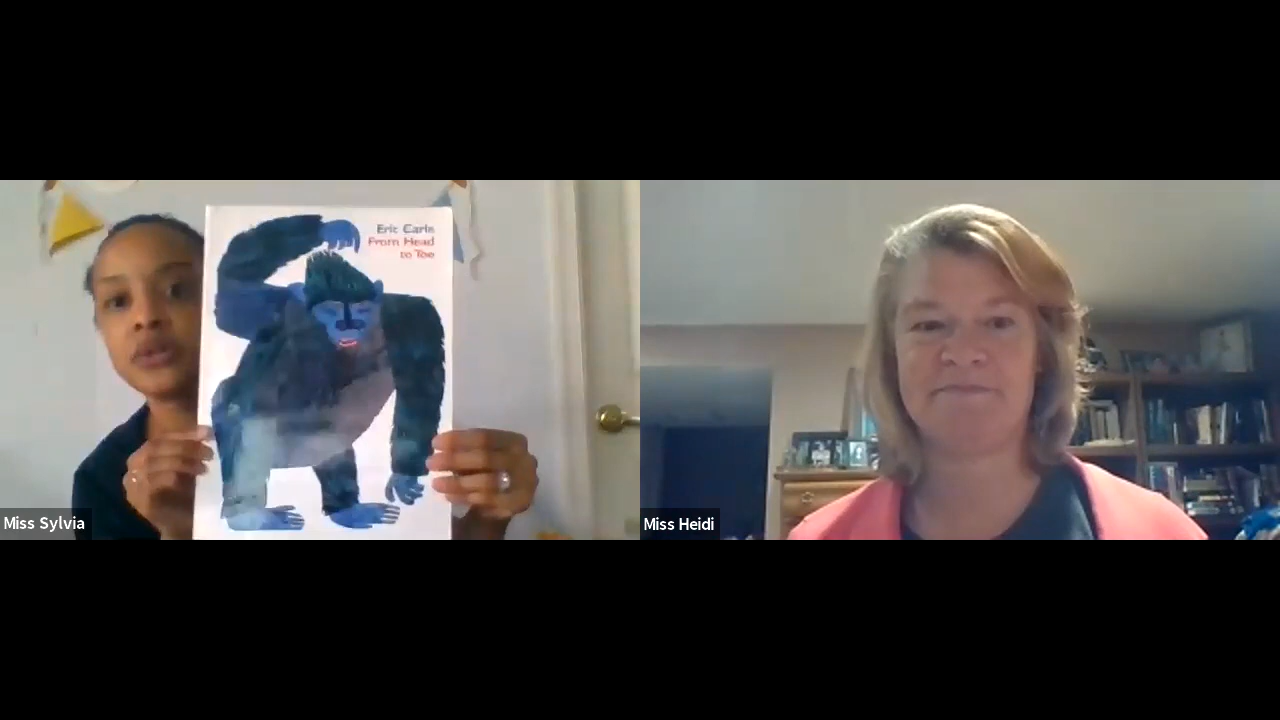 Eric Carle
From Head
to Toe
Miss Sylvia
Miss Heidi